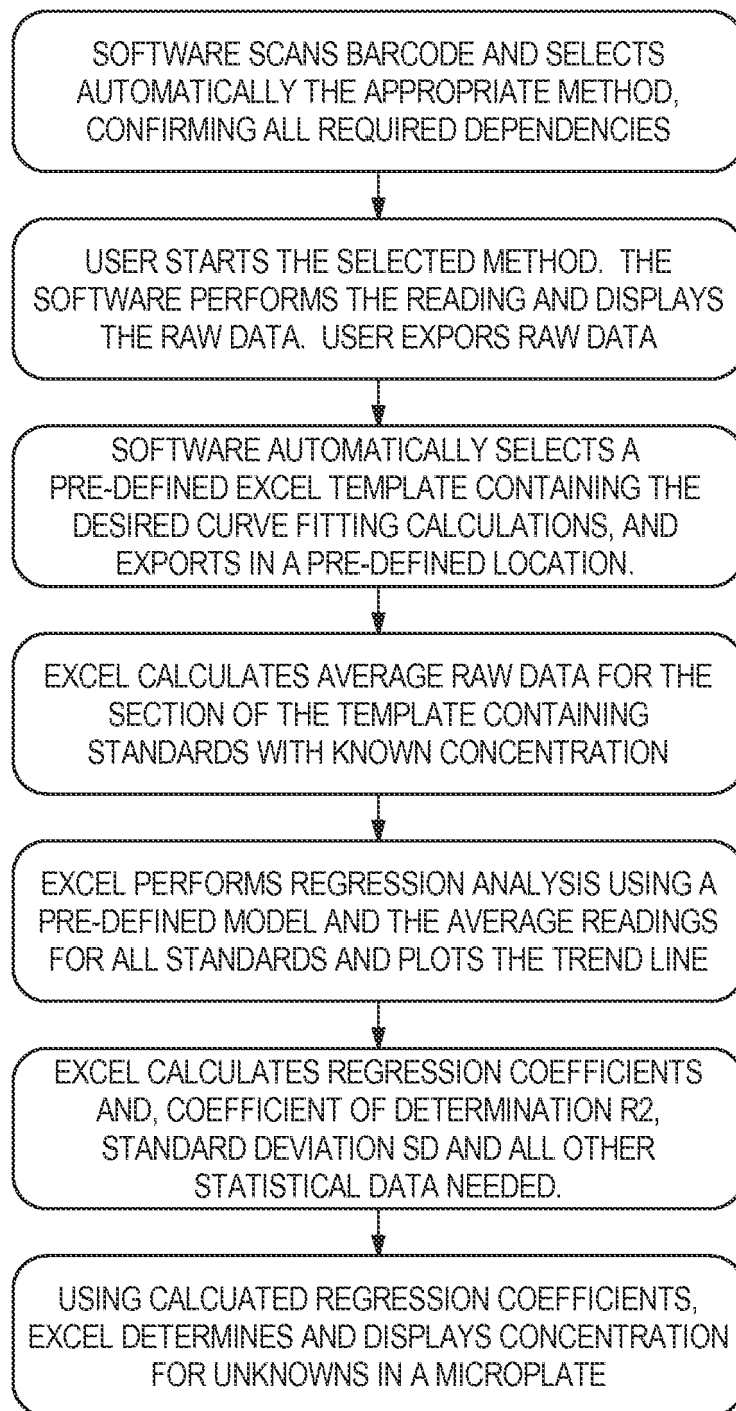 SOFTWARE SCANS BARCODE AND SELECTS
AUTOMATICALLY THE APPROPRIATE METHOD,
CONFIRMING ALL REQUIRED DEPENDENCIES
USER STARTS THE SELECTED METHOD. THE
SOFTWARE PERFORMS THE READING AND DISPLAYS
THE RAW DATA. USER EXPORS RAW DATA
SOFTWARE AUTOMATICALLY SELECTS A
PRE-DEFINED EXCEL TEMPLATE CONTAINING THE
DESIRED CURVE FITTING CALCULATIONS, AND
EXPORTS IN A PRE-DEFINED LOCATION.
EXCEL CALCULATES AVERAGE RAW DATA FOR THE
SECTION OF THE TEMPLATE CONTAINING
STANDARDS WITH KNOWN CONCENTRATION
EXCEL PERFORMS REGRESSION ANALYSIS USING A
PRE-DEFINED MODEL AND THE AVERAGE READINGS
FOR ALL STANDARDS AND PLOTS THE TREND LINE
EXCEL CALCULATES REGRESSION COEFFICIENTS
AND, COEFFICIENT OF DETERMINATION R2,
STANDARD DEVIATION SD AND ALL OTHER
STATISTICAL DATA NEEDED.
USING CALCUATED REGRESSION COEFFICIENTS,
EXCEL DETERMINES AND DISPLAYS CONCENTRATION
FOR UNKNOWNS IN A MICROPLATE